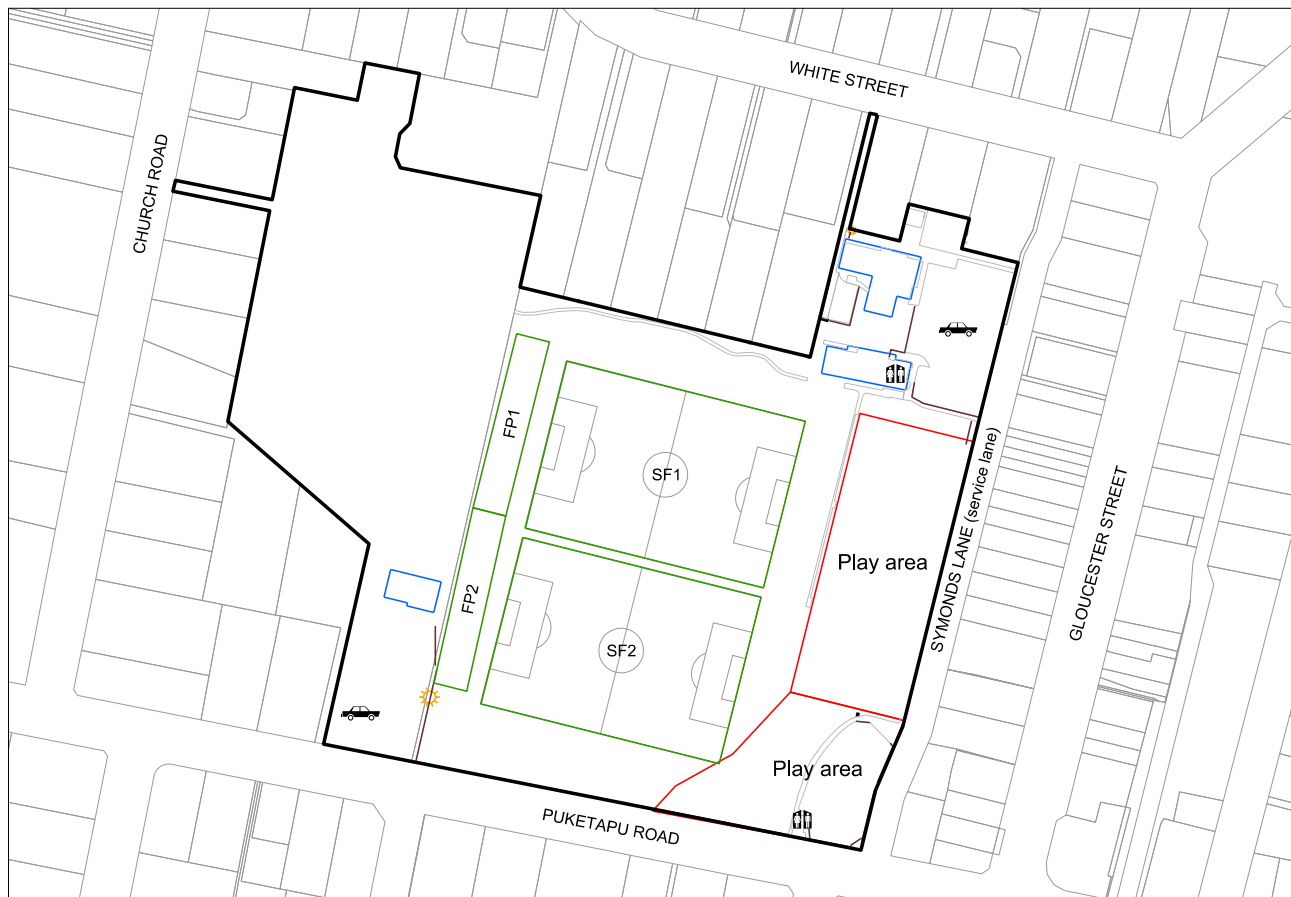 WHITE STREET
CHURCH ROAD
FP1
SF1
SYMONDS LANE (service lane)
GLOUCESTER STREET
Play area
FP2
SF2
Play area
PUKETAPU ROAD